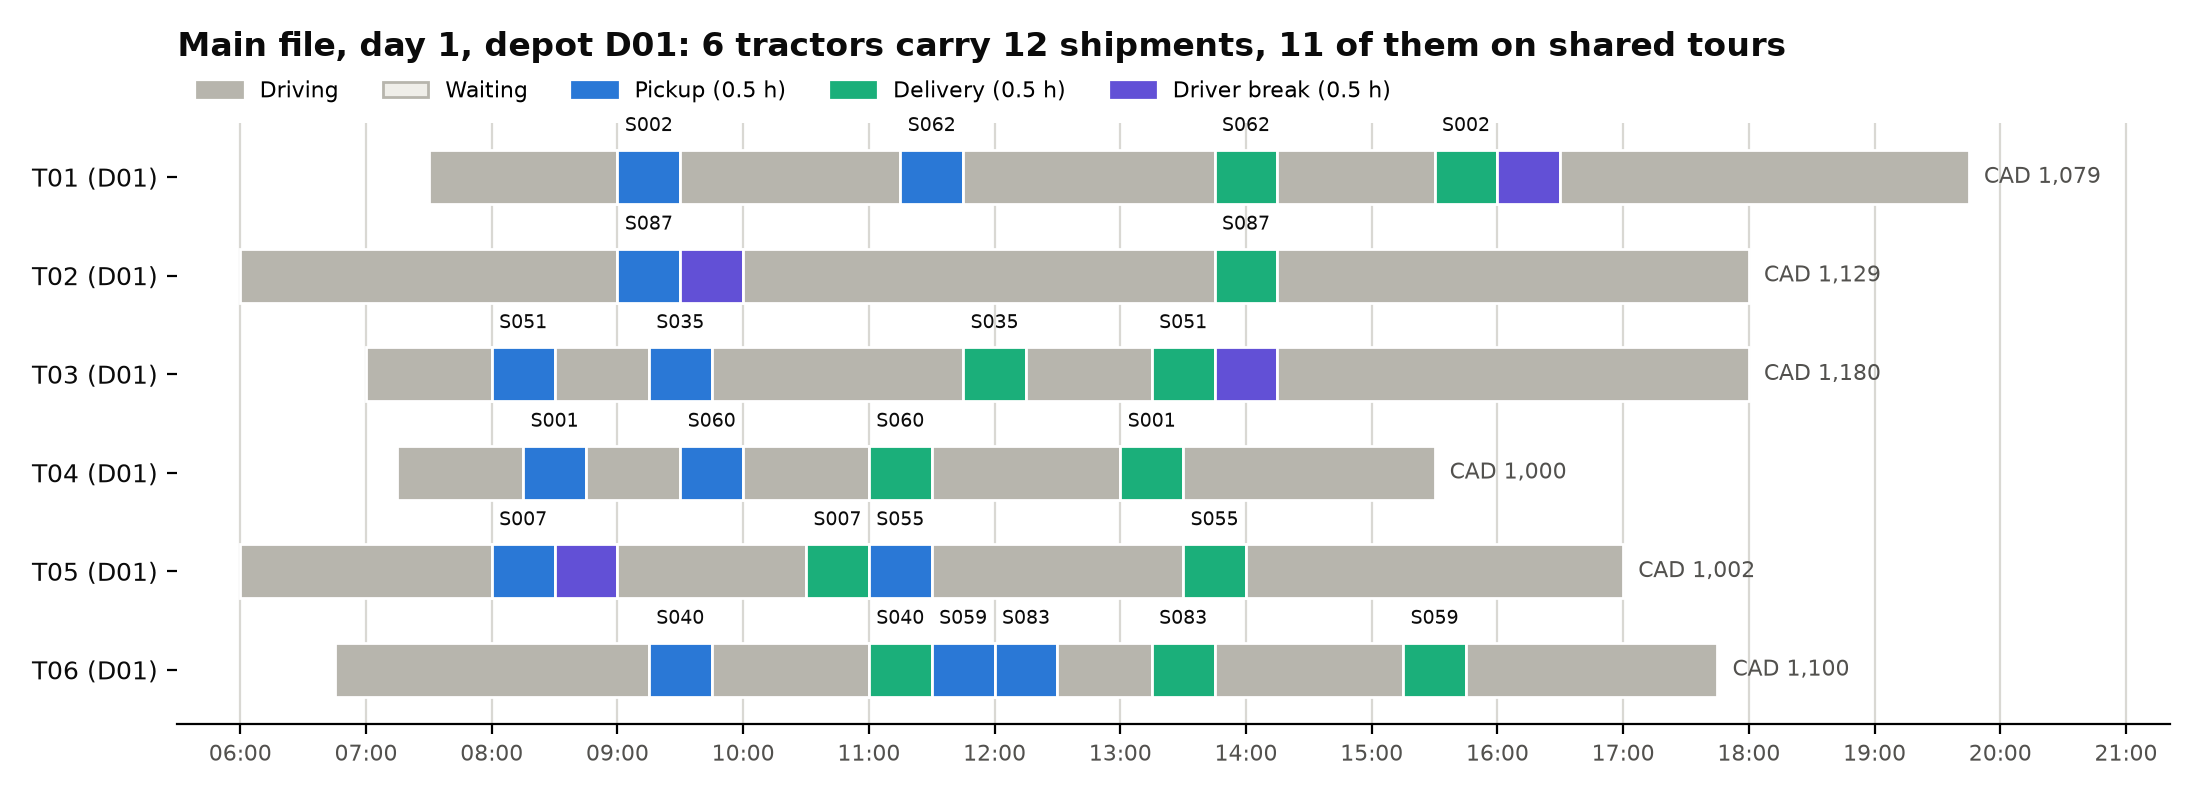 Main file, day 1, depot D01: 6 tractors carry 12 shipments, 11 of them on shared tours
Driving Waiting Pickup (0.5 h) Delivery (0.5 h) Driver break (0.5 h)
S002 S062 S062 S002
T01 (D01) CAD 1,079
S087 S087
T02 (D01) CAD 1,129
S051 S035 S035 S051
T03 (D01) CAD 1,180
S001 S060 S060 S001
T04 (D01) CAD 1,000
S007 S007 S055 S055
T05 (D01) CAD 1,002
S040 S040 S059 S083 S083 S059
T06 (D01) CAD 1,100
06:00 07:00 08:00 09:00 10:00 11:00 12:00 13:00 14:00 15:00 16:00 17:00 18:00 19:00 20:00 21:00